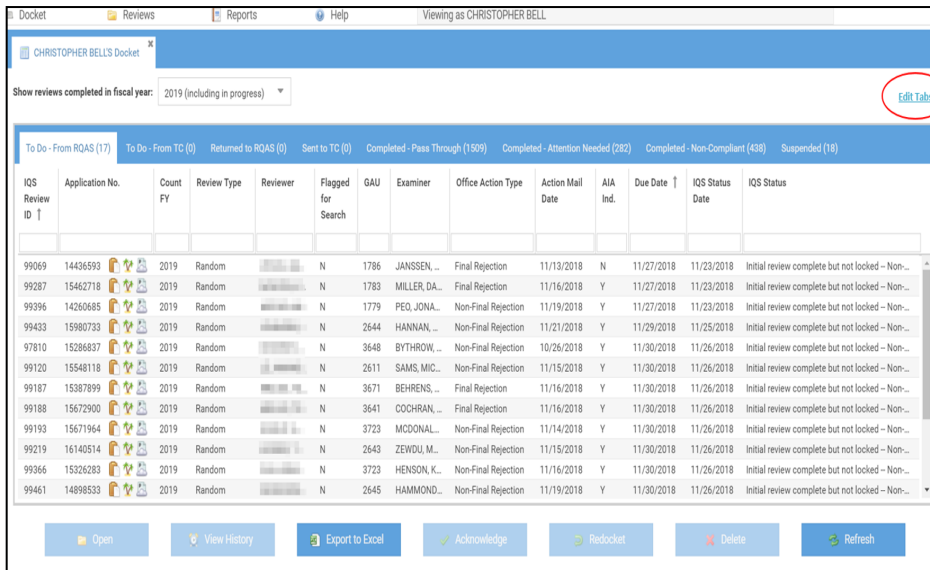 Docket Reviews Reports Help Viewing as CHRISTOPHER BELL
CHRISTOPHER BELL'S Docket x
Show reviews completed in fiscal year: 2019 (including in progress)
Edit Tabs
To Do - From RQAS (17) To Do - From TC (0) Returned to RQAS (0) Sent to TC (0) Completed - Pass Through (1509) Completed - Attention Needed (282) Completed - Non-Compliant (438) Suspended (18)
IQS Review ID ↑ Application No. Count FY Review Type Reviewer Flagged for Search GAU Examiner Office Action Type Action Mail Date AIA Ind. Due Date ↑ IQS Status Date IQS Status
99069 14436593 2019 Random N 1786 JANSSEN, ... Final Rejection 11/13/2018 N 11/27/2018 11/23/2018 Initial review complete but not locked – Non-...
99287 15462718 2019 Random N 1783 MILLER, DA... Final Rejection 11/16/2018 Y 11/27/2018 11/23/2018 Initial review complete but not locked – Non-...
99396 14260685 2019 Random N 1779 PEO, JONA... Non-Final Rejection 11/19/2018 Y 11/27/2018 11/23/2018 Initial review complete but not locked – Non-...
99433 15980733 2019 Random N 2644 HANNAN, ... Non-Final Rejection 11/21/2018 Y 11/29/2018 11/25/2018 Initial review complete but not locked – Non-...
97810 15286837 2019 Random N 3648 BYTHROW, ... Non-Final Rejection 10/26/2018 Y 11/30/2018 11/26/2018 Initial review complete but not locked – Non-...
99120 15548118 2019 Random N 2611 SAMS, MIC... Non-Final Rejection 11/15/2018 Y 11/30/2018 11/26/2018 Initial review complete but not locked – Non-...
99187 15387899 2019 Random N 3671 BEHRENS, ... Final Rejection 11/16/2018 Y 11/30/2018 11/26/2018 Initial review complete but not locked – Non-...
99188 15672900 2019 Random N 3641 COCHRAN, ... Final Rejection 11/16/2018 Y 11/30/2018 11/26/2018 Initial review complete but not locked – Non-...
99193 15671964 2019 Random N 3723 MCDONAL... Non-Final Rejection 11/14/2018 Y 11/30/2018 11/26/2018 Initial review complete but not locked – Non-...
99219 16140514 2019 Random N 2643 ZEWDU, M... Non-Final Rejection 11/15/2018 Y 11/30/2018 11/26/2018 Initial review complete but not locked – Non-...
99366 15326283 2019 Random N 3723 HENSON, K... Non-Final Rejection 11/16/2018 Y 11/30/2018 11/26/2018 Initial review complete but not locked – Non-...
99461 14898533 2019 Random N 2645 HAMMOND... Non-Final Rejection 11/19/2018 Y 11/30/2018 11/26/2018 Initial review complete but not locked – Non-...
Open View History Export to Excel Acknowledge Redocket Delete Refresh